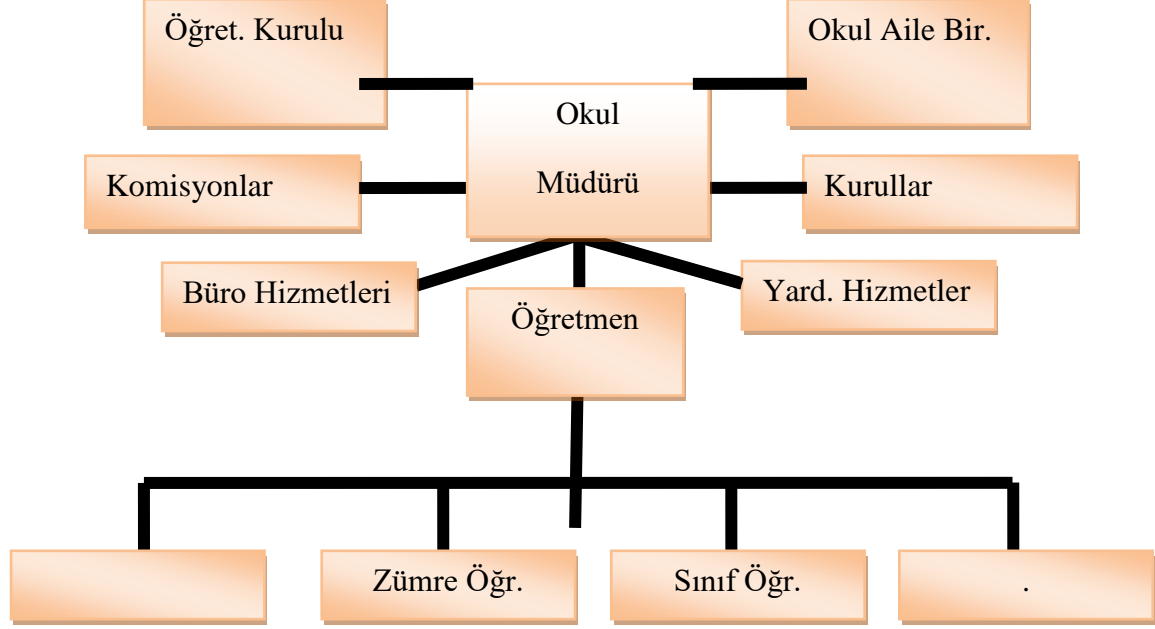 Öğret. Kurulu
Okul Aile Bir.
Okul
Müdürü
Komisyonlar
Kurullar
Büro Hizmetleri
Yard. Hizmetler
Öğretmen
Zümre Öğr.
Sınıf Öğr.
.